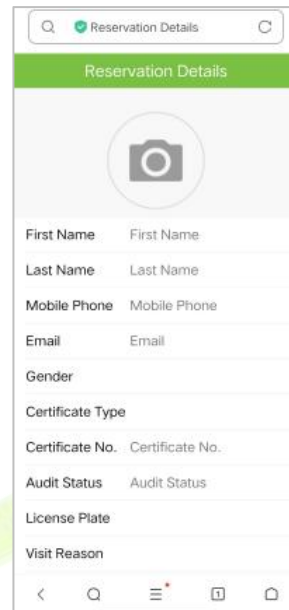 Reservation Details
Reservation Details
First Name First Name
Last Name Last Name
Mobile Phone Mobile Phone
Email Email
Gender
Certificate Type
Certificate No. Certificate No.
Audit Status Audit Status
License Plate
Visit Reason
1